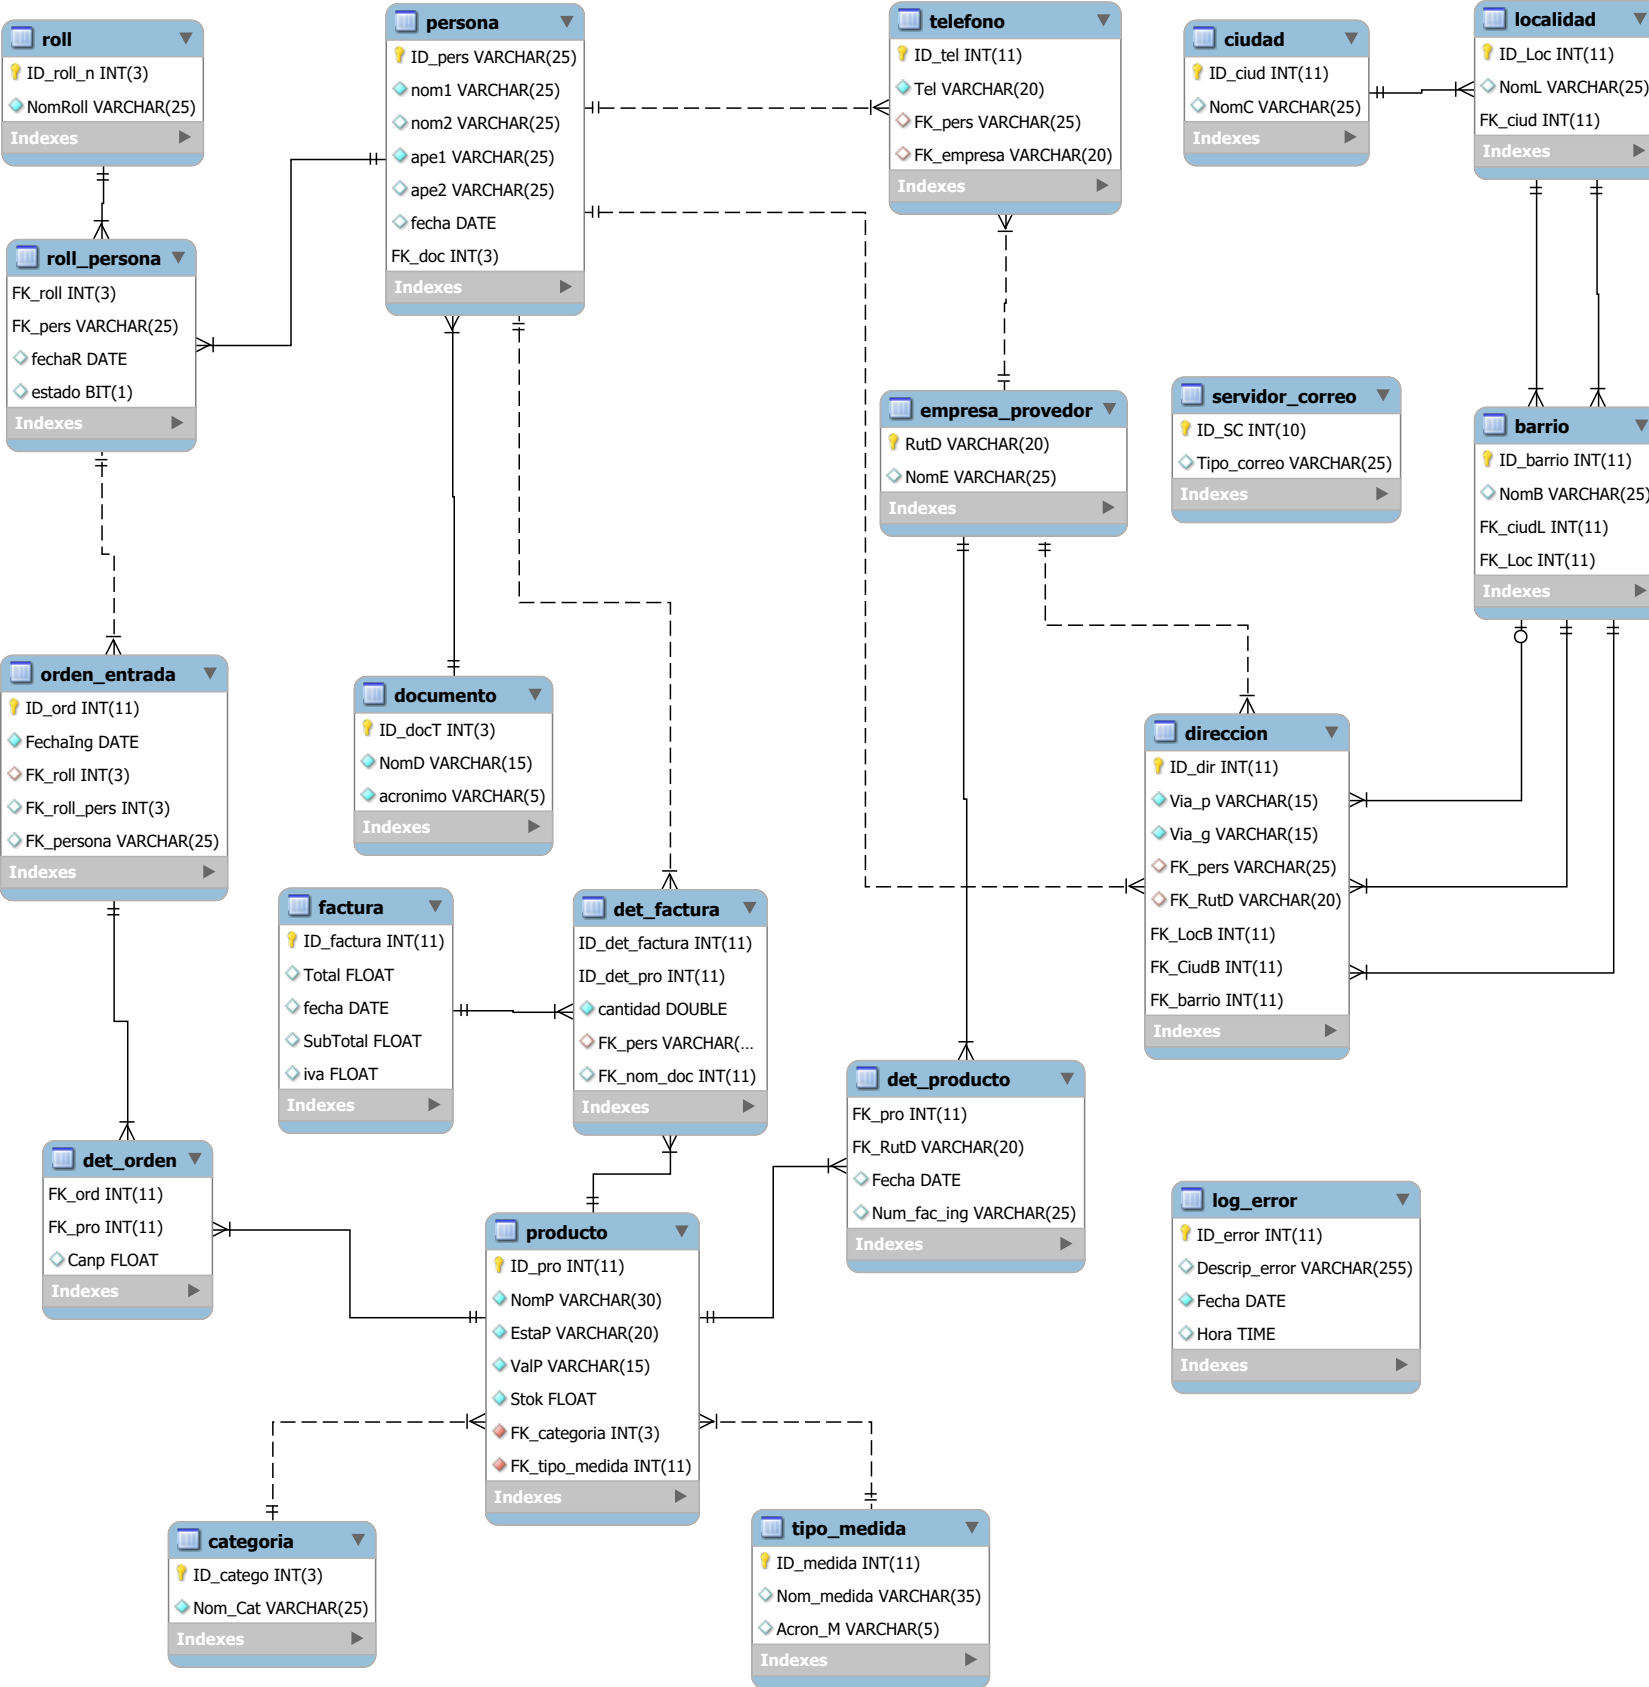 roll
ID_roll_n INT(3)
NomRoll VARCHAR(25)
Indexes
persona
ID_pers VARCHAR(25)
nom1 VARCHAR(25)
nom2 VARCHAR(25)
ape1 VARCHAR(25)
ape2 VARCHAR(25)
fecha DATE
FK_doc INT(3)
Indexes
telefono
ID_tel INT(11)
Tel VARCHAR(20)
FK_pers VARCHAR(25)
FK_empresa VARCHAR(20)
Indexes
ciudad
ID_ciud INT(11)
NomC VARCHAR(25)
Indexes
localidad
ID_Loc INT(11)
NomL VARCHAR(25)
FK_ciud INT(11)
Indexes
roll_persona
FK_roll INT(3)
FK_pers VARCHAR(25)
fechaR DATE
estado BIT(1)
Indexes
empresa_provedor
RutD VARCHAR(20)
NomE VARCHAR(25)
Indexes
servidor_correo
ID_SC INT(10)
Tipo_correo VARCHAR(25)
Indexes
barrio
ID_barrio INT(11)
NomB VARCHAR(25)
FK_ciudL INT(11)
FK_Loc INT(11)
Indexes
orden_entrada
ID_ord INT(11)
FechaIng DATE
FK_roll INT(3)
FK_roll_pers INT(3)
FK_persona VARCHAR(25)
Indexes
documento
ID_docT INT(3)
NomD VARCHAR(15)
acronimo VARCHAR(5)
Indexes
direccion
ID_dir INT(11)
Via_p VARCHAR(15)
Via_g VARCHAR(15)
FK_pers VARCHAR(25)
FK_RutD VARCHAR(20)
FK_LocB INT(11)
FK_CiudB INT(11)
FK_barrio INT(11)
Indexes
factura
ID_factura INT(11)
Total FLOAT
fecha DATE
SubTotal FLOAT
iva FLOAT
Indexes
det_factura
ID_det_factura INT(11)
ID_det_pro INT(11)
cantidad DOUBLE
FK_pers VARCHAR(...
FK_nom_doc INT(11)
Indexes
det_producto
FK_pro INT(11)
FK_RutD VARCHAR(20)
Fecha DATE
Num_fac_ing VARCHAR(25)
Indexes
det_orden
FK_ord INT(11)
FK_pro INT(11)
Canp FLOAT
Indexes
producto
ID_pro INT(11)
NomP VARCHAR(30)
EstaP VARCHAR(20)
ValP VARCHAR(15)
Stok FLOAT
FK_categoria INT(3)
FK_tipo_medida INT(11)
Indexes
log_error
ID_error INT(11)
Descrip_error VARCHAR(255)
Fecha DATE
Hora TIME
Indexes
categoria
ID_catego INT(3)
Nom_Cat VARCHAR(25)
Indexes
tipo_medida
ID_medida INT(11)
Nom_medida VARCHAR(35)
Acron_M VARCHAR(5)
Indexes